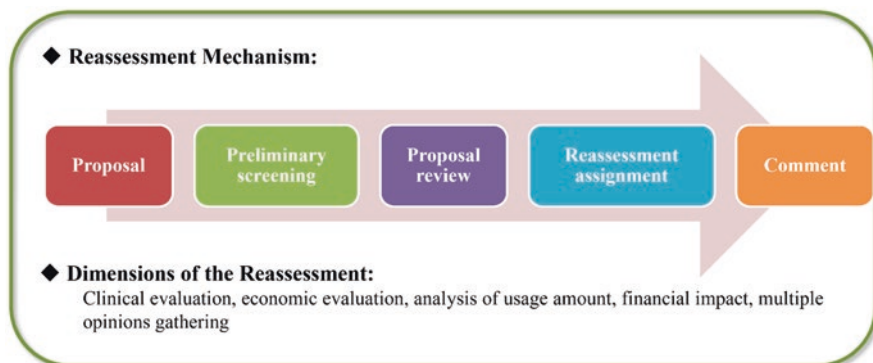 ◆ Reassessment Mechanism:
Proposal
Preliminary
screening
Proposal
review
Reassessment
assignment
Comment
◆ Dimensions of the Reassessment:
Clinical evaluation, economic evaluation, analysis of usage amount, financial impact, multiple
opinions gathering